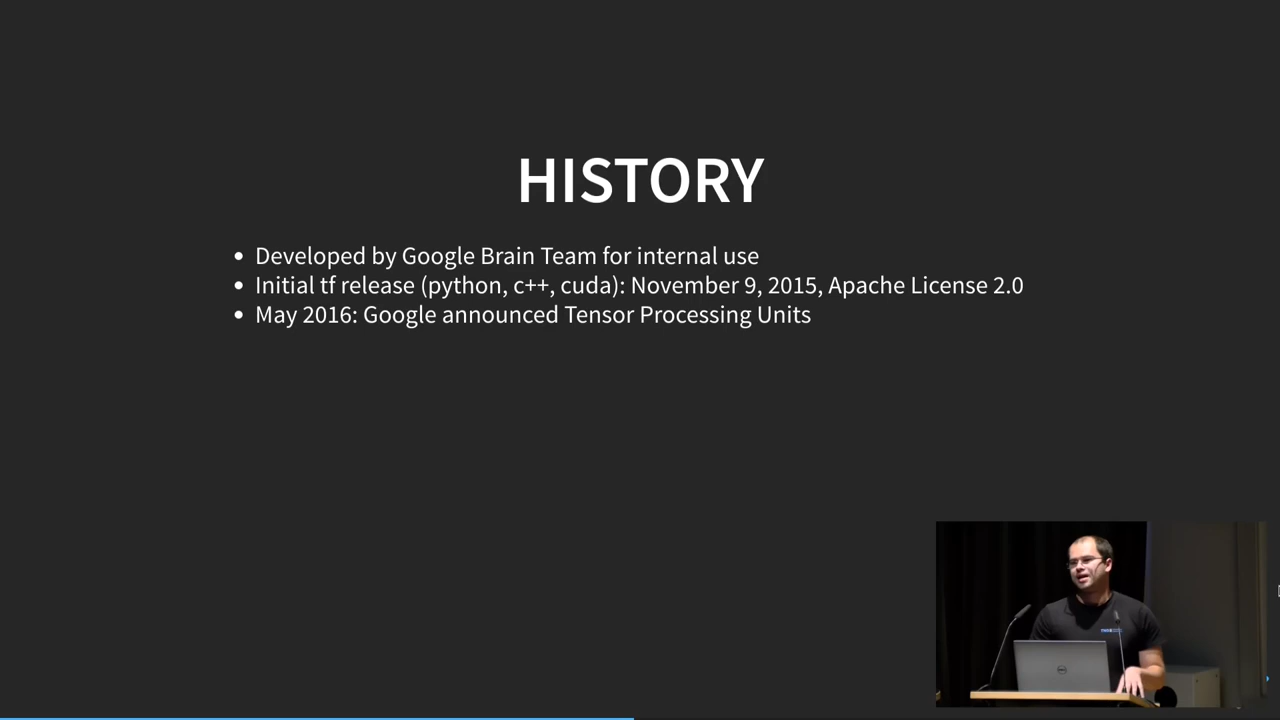 HISTORY
Developed by Google Brain Team for internal use
Initial tf release (python, c++, cuda): November 9, 2015, Apache License 2.0
May 2016: Google announced Tensor Processing Units